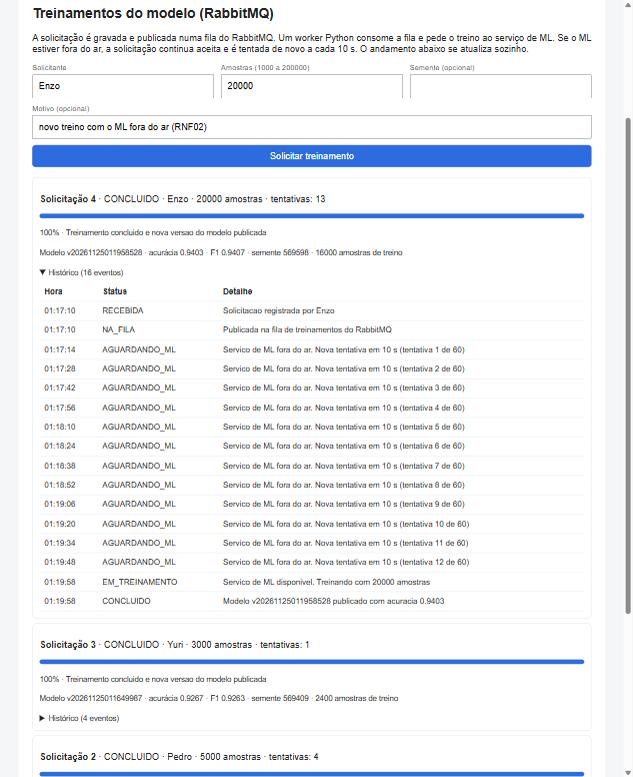 Treinamentos do modelo (RabbitMQ)
A solicitação é gravada e publicada numa fila do RabbitMQ. Um worker Python consome a fila e pede o treino ao serviço de ML. Se o ML
estiver fora do ar, a solicitação continua aceita e é tentada de novo a cada 10 s. O andamento abaixo se atualiza sozinho.
Solicitante Amostras (1000 a 200000) Semente (opcional)
Enzo 20000
Motivo (opcional)
novo treino com o ML fora do ar (RNF02)
Solicitar treinamento
Solicitação 4 · CONCLUIDO · Enzo · 20000 amostras · tentativas: 13
100% · Treinamento concluido e nova versao do modelo publicada
Modelo v20261125011958528 · acurácia 0.9403 · F1 0.9407 · semente 569598 · 16000 amostras de treino
▼ Histórico (16 eventos)
Hora Status Detalhe
01:17:10 RECEBIDA Solicitacao registrada por Enzo
01:17:10 NA_FILA Publicada na fila de treinamentos do RabbitMQ
01:17:14 AGUARDANDO_ML Servico de ML fora do ar. Nova tentativa em 10 s (tentativa 1 de 60)
01:17:28 AGUARDANDO_ML Servico de ML fora do ar. Nova tentativa em 10 s (tentativa 2 de 60)
01:17:42 AGUARDANDO_ML Servico de ML fora do ar. Nova tentativa em 10 s (tentativa 3 de 60)
01:17:56 AGUARDANDO_ML Servico de ML fora do ar. Nova tentativa em 10 s (tentativa 4 de 60)
01:18:10 AGUARDANDO_ML Servico de ML fora do ar. Nova tentativa em 10 s (tentativa 5 de 60)
01:18:24 AGUARDANDO_ML Servico de ML fora do ar. Nova tentativa em 10 s (tentativa 6 de 60)
01:18:38 AGUARDANDO_ML Servico de ML fora do ar. Nova tentativa em 10 s (tentativa 7 de 60)
01:18:52 AGUARDANDO_ML Servico de ML fora do ar. Nova tentativa em 10 s (tentativa 8 de 60)
01:19:06 AGUARDANDO_ML Servico de ML fora do ar. Nova tentativa em 10 s (tentativa 9 de 60)
01:19:20 AGUARDANDO_ML Servico de ML fora do ar. Nova tentativa em 10 s (tentativa 10 de 60)
01:19:34 AGUARDANDO_ML Servico de ML fora do ar. Nova tentativa em 10 s (tentativa 11 de 60)
01:19:48 AGUARDANDO_ML Servico de ML fora do ar. Nova tentativa em 10 s (tentativa 12 de 60)
01:19:58 EM_TREINAMENTO Servico de ML disponivel. Treinando com 20000 amostras
01:19:58 CONCLUIDO Modelo v20261125011958528 publicado com acuracia 0.9403
Solicitação 3 · CONCLUIDO · Yuri · 3000 amostras · tentativas: 1
100% · Treinamento concluido e nova versao do modelo publicada
Modelo v20261125011649967 · acurácia 0.9267 · F1 0.9263 · semente 569409 · 2400 amostras de treino
▶ Histórico (4 eventos)
Solicitação 2 · CONCLUIDO · Pedro · 5000 amostras · tentativas: 4